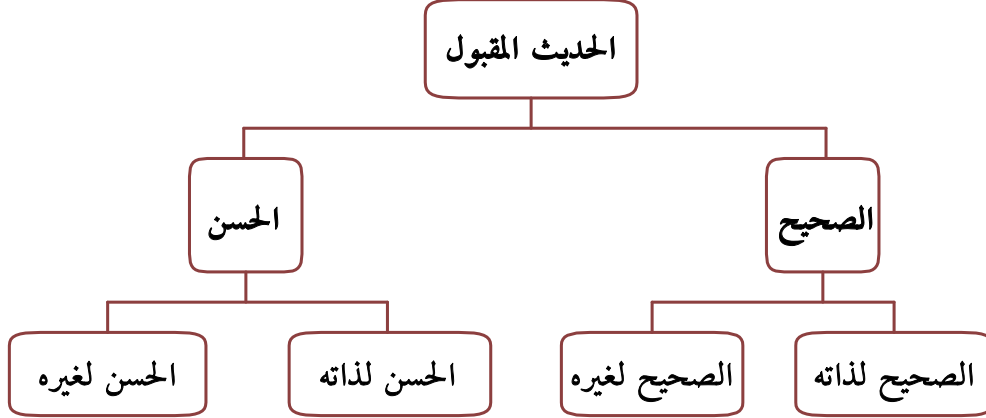 الحديث المقبول
الصحيح
الحسن
الصحيح لذاته
الصحيح لغيره
الحسن لذاته
الحسن لغيره